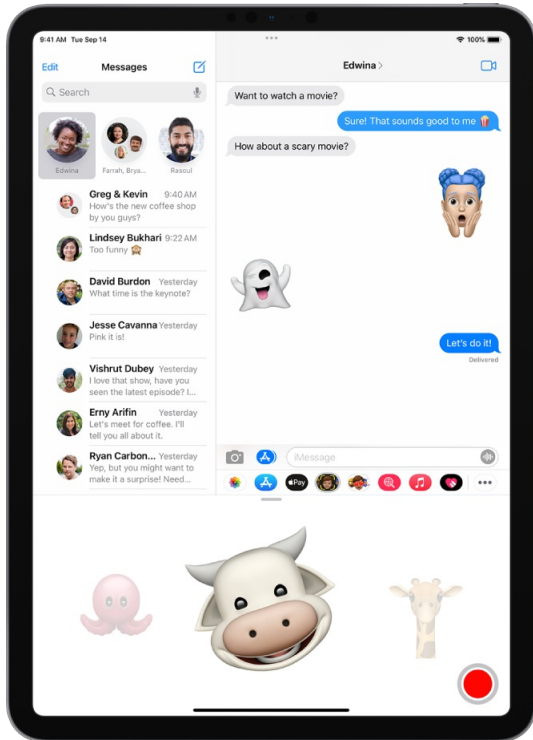 9:41 AM Tue Sep 14
100%
Edit
Messages
Search
Edwina
Farrah, Brya...
Rasoul
Greg & Kevin 9:40 AM
How's the new coffee shop
by you guys?
Lindsey Bukhari 9:22 AM
Too funny 🙊
David Burdon Yesterday
What time is the keynote?
Jesse Cavanna Yesterday
Pink it is!
Vishrut Dubey Yesterday
I love that show, have you
seen the latest episode? I...
Erny Arifin Yesterday
Let's meet for coffee. I'll
tell you all about it.
Ryan Carbon... Yesterday
Yep, but you might want to
make it a surprise! Need...
Edwina >
Want to watch a movie?
Sure! That sounds good to me 🍿
How about a scary movie?
Let's do it!
Delivered
iMessage
Pay